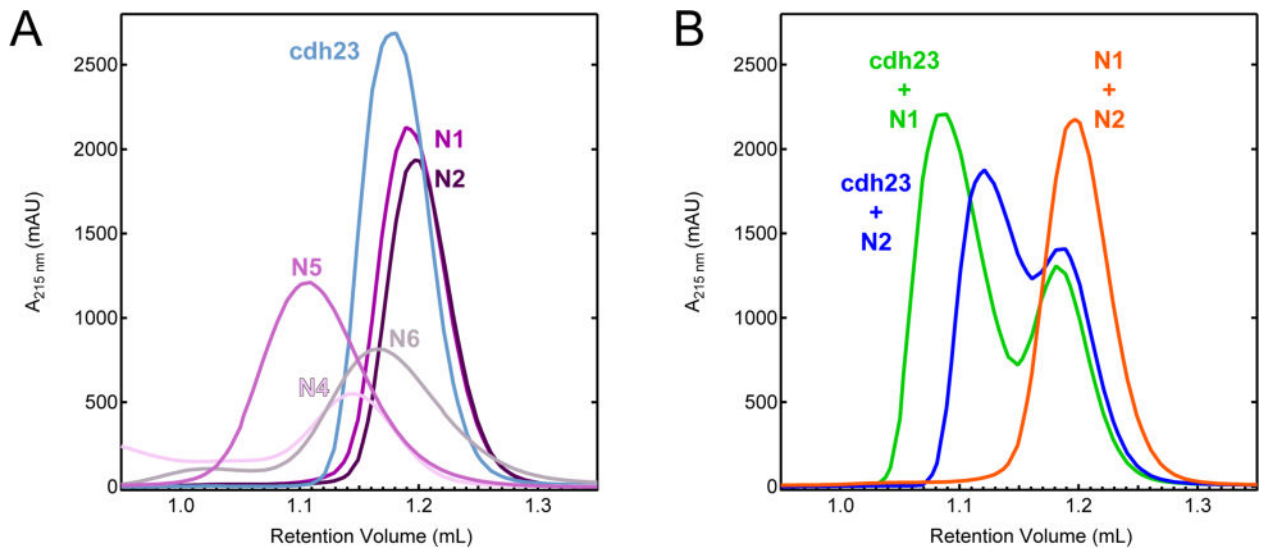 A
A215 nm (mAU)
2500
2000
1500
1000
500
0
cdh23
N1
N2
N5
N6
N4
1.0
1.1
1.2
1.3
Retention Volume (mL)
B
A215 nm (mAU)
2500
2000
1500
1000
500
0
cdh23
+
N1
N1
+
N2
cdh23
+
N2
1.0
1.1
1.2
1.3
Retention Volume (mL)